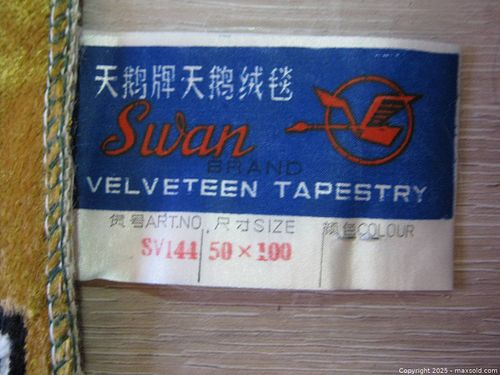 天鹅牌天鹅绒毯
Swan
BRAND
VELVETEEN TAPESTRY
货号ART.NO. 尺寸SIZE 颜色COLOUR
SV144 50×100
Copyright 2025 - maxsold.com